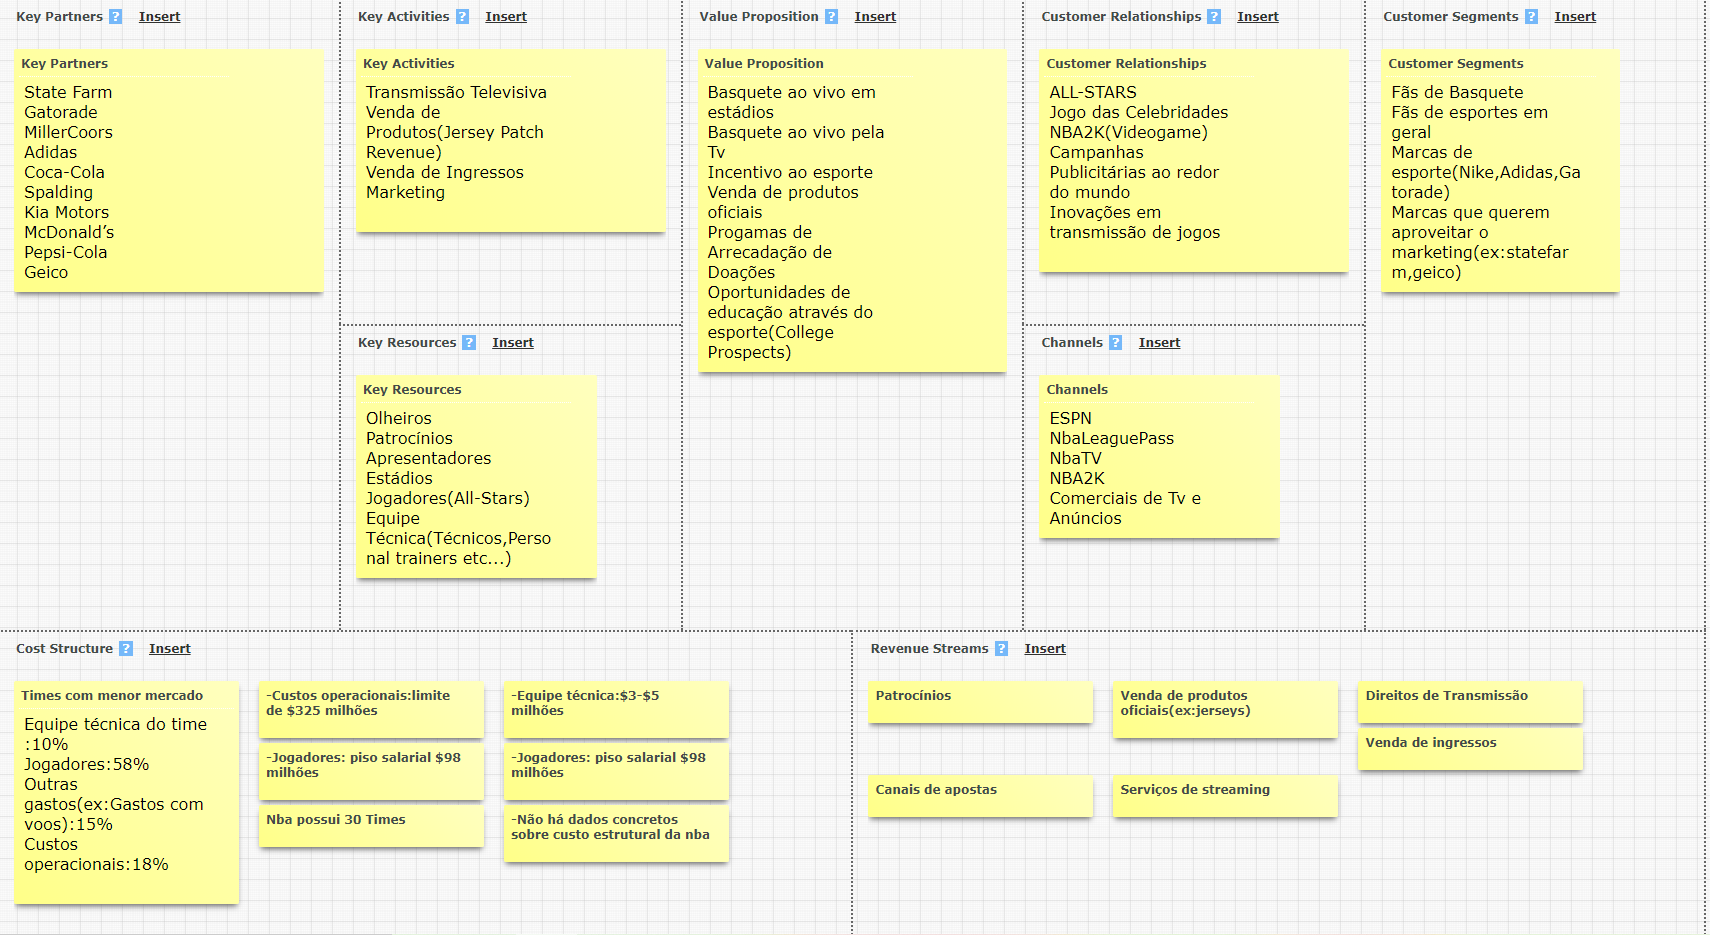 Key Partners ? Insert
Key Partners
State Farm
Gatorade
MillerCoors
Adidas
Coca-Cola
Spalding
Kia Motors
McDonald’s
Pepsi-Cola
Geico
Key Activities ? Insert
Key Activities
Transmissão Televisiva
Venda de
Produtos(Jersey Patch
Revenue)
Venda de Ingressos
Marketing
Key Resources ? Insert
Key Resources
Olheiros
Patrocínios
Apresentadores
Estádios
Jogadores(All-Stars)
Equipe
Técnica(Técnicos,Perso
nal trainers etc...)
Value Proposition ? Insert
Value Proposition
Basquete ao vivo em
estádios
Basquete ao vivo pela
Tv
Incentivo ao esporte
Venda de produtos
oficiais
Progamas de
Arrecadação de
Doações
Oportunidades de
educação através do
esporte(College
Prospects)
Customer Relationships ? Insert
Customer Relationships
ALL-STARS
Jogo das Celebridades
NBA2K(Videogame)
Campanhas
Publicitárias ao redor
do mundo
Inovações em
transmissão de jogos
Channels ? Insert
Channels
ESPN
NbaLeaguePass
NbaTV
NBA2K
Comerciais de Tv e
Anúncios
Customer Segments ? Insert
Customer Segments
Fãs de Basquete
Fãs de esportes em
geral
Marcas de
esporte(Nike,Adidas,Ga
torade)
Marcas que querem
aproveitar o
marketing(ex:statefar
m,geico)
Cost Structure ? Insert
Times com menor mercado
Equipe técnica do time
:10%
Jogadores:58%
Outras
gastos(ex:Gastos com
voos):15%
Custos
operacionais:18%
-Custos operacionais:limite
de $325 milhões
-Jogadores: piso salarial $98
milhões
Nba possui 30 Times
-Equipe técnica:$3-$5
milhões
-Jogadores: piso salarial $98
milhões
-Não há dados concretos
sobre custo estrutural da nba
Revenue Streams ? Insert
Patrocínios
Venda de produtos
oficiais(ex:jerseys)
Direitos de Transmissão
Venda de ingressos
Canais de apostas
Serviços de streaming